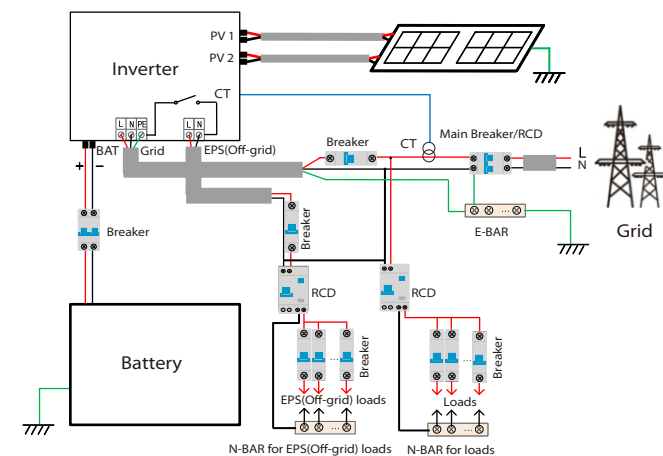 PV 1
PV 2
Inverter
CT
L N PE
L N
BAT
Grid
EPS(Off-grid)
+
−
Breaker
CT
Main Breaker/RCD
L
N
Grid
E-BAR
Breaker
Breaker
RCD
RCD
Battery
...
Breaker
...
Breaker
EPS(Off-grid) loads
Loads
...
...
N-BAR for EPS(Off-grid) loads
N-BAR for loads